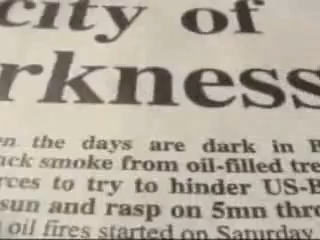 city of
rkness
en the days are dark in B
ack smoke from oil-filled tre
rces to try to hinder US-B
sun and rasp on 5mn thro
oil fires started on Saturday